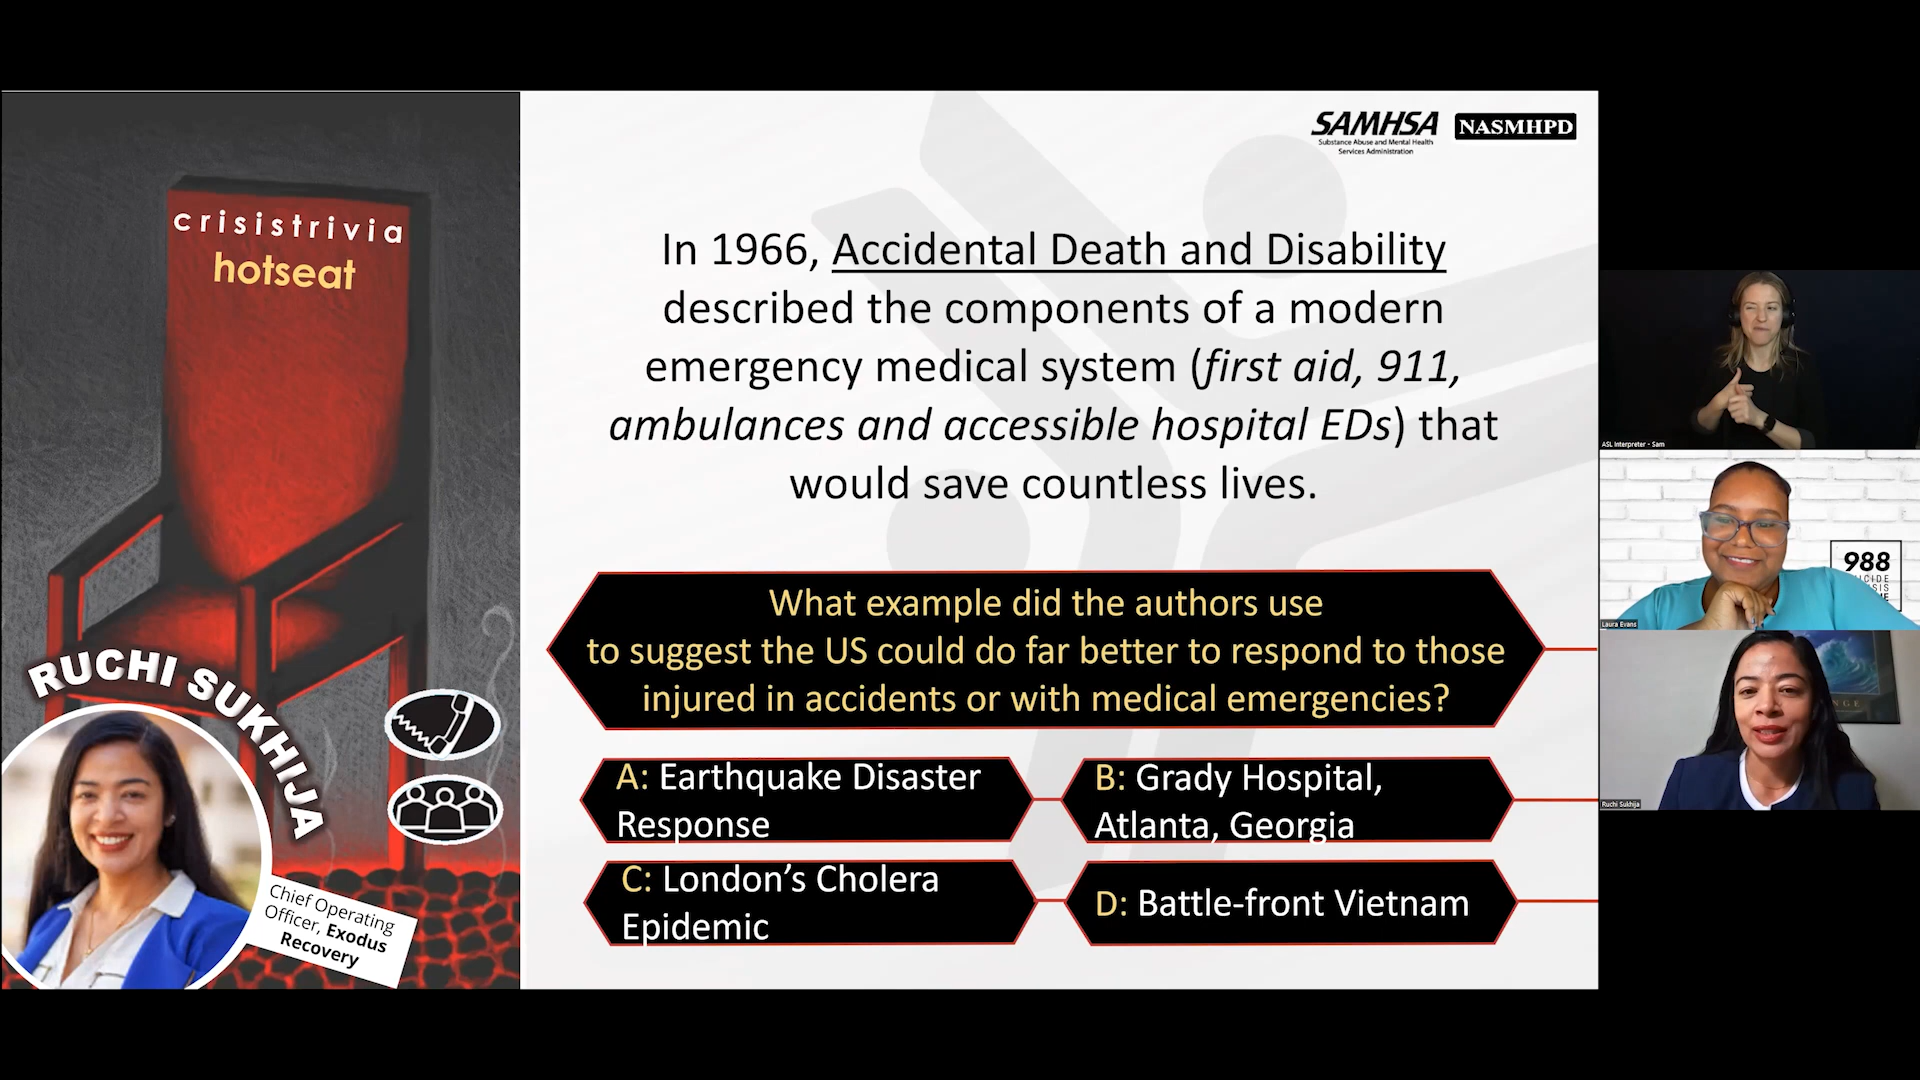 crisistrivia
hotseat
RUCHI SUKHIJA
Chief Operating
Officer, Exodus
Recovery
SAMHSA
Substance Abuse and Mental Health
Services Administration
NASMHPD
In 1966, Accidental Death and Disability
described the components of a modern
emergency medical system (first aid, 911,
ambulances and accessible hospital EDs) that
would save countless lives.
What example did the authors use
to suggest the US could do far better to respond to those
injured in accidents or with medical emergencies?
A: Earthquake Disaster
Response
B: Grady Hospital,
Atlanta, Georgia
C: London's Cholera
Epidemic
D: Battle-front Vietnam
ASL Interpreter - Sam
988
Laura Evans
Ruchi Sukhija